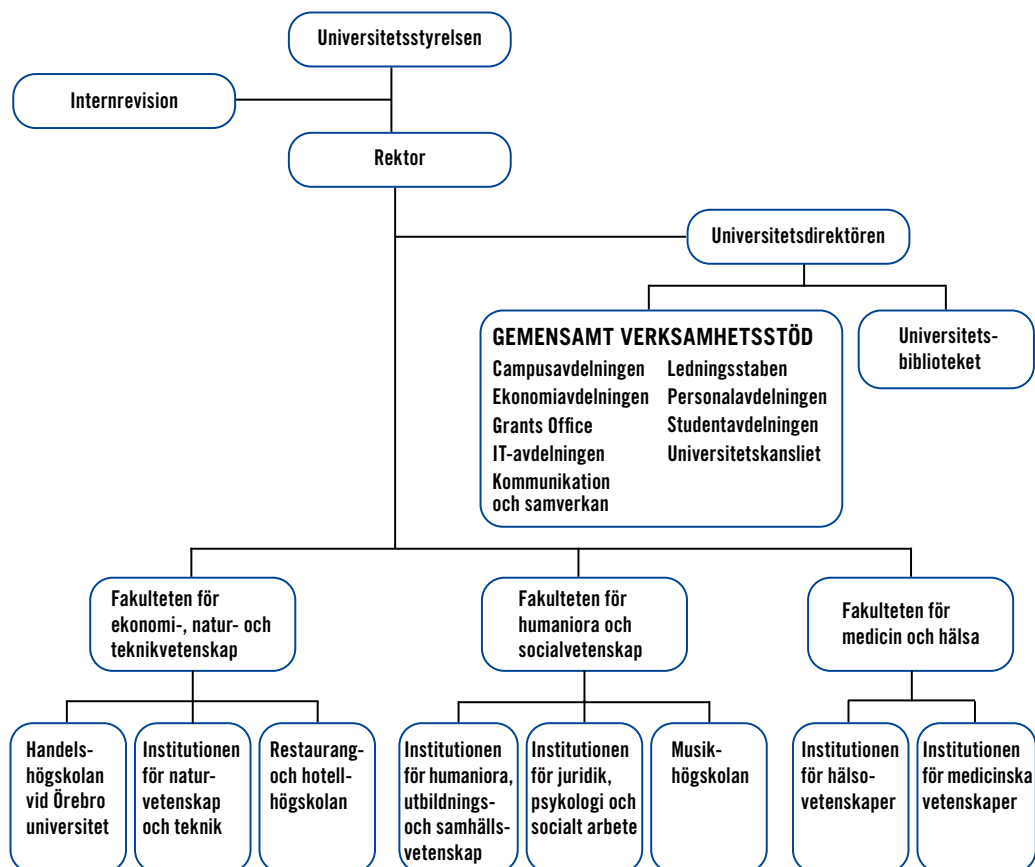 Universitetsstyrelsen
Internrevision
Rektor
Universitetsdirektören
GEMENSAMT VERKSAMHETSSTÖD
Campusavdelningen
Ekonomiavdelningen
Grants Office
IT-avdelningen
Kommunikation
och samverkan
Ledningsstaben
Personalavdelningen
Studentavdelningen
Universitetskansliet
Universitets-
biblioteket
Fakulteten för
ekonomi-, natur- och
teknikvetenskap
Fakulteten för
humaniora och
socialvetenskap
Fakulteten för
medicin och hälsa
Handels-
högskolan
vid Örebro
universitet
Institutionen
för natur-
vetenskap
och teknik
Restaurang-
och hotell-
högskolan
Institutionen
för humaniora,
utbildnings-
och samhälls-
vetenskap
Institutionen
för juridik,
psykologi och
socialt arbete
Musik-
högskolan
Institutionen
för hälso-
vetenskaper
Institutionen
för medicinska
vetenskaper